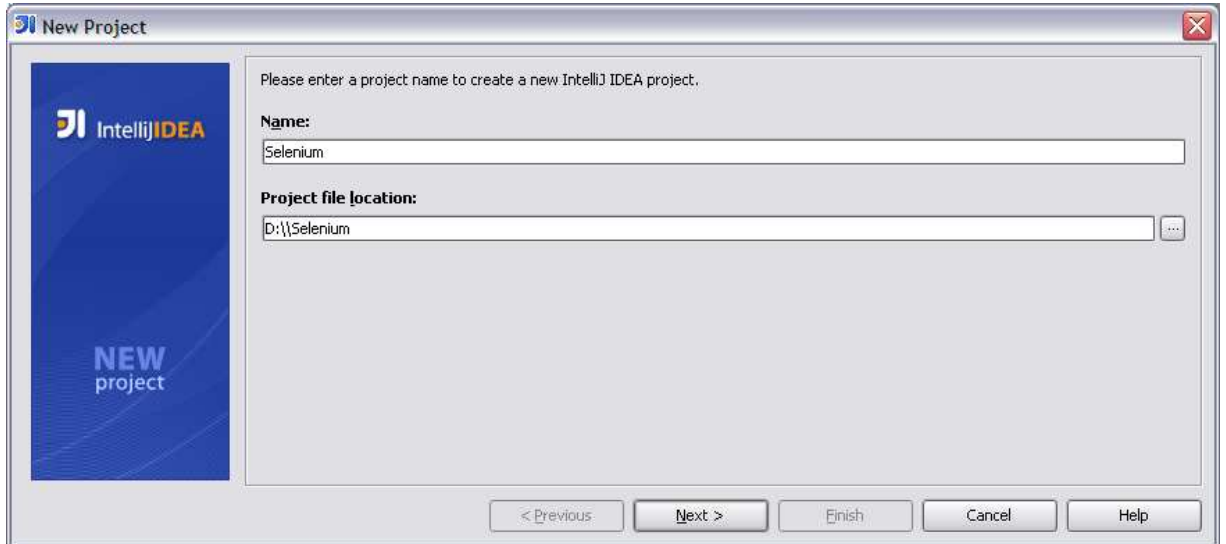 New Project
IntelliJIDEA
NEW
project
Please enter a project name to create a new IntelliJ IDEA project.
Name:
Selenium
Project file location:
D:\\Selenium
...
< Previous
Next >
Finish
Cancel
Help